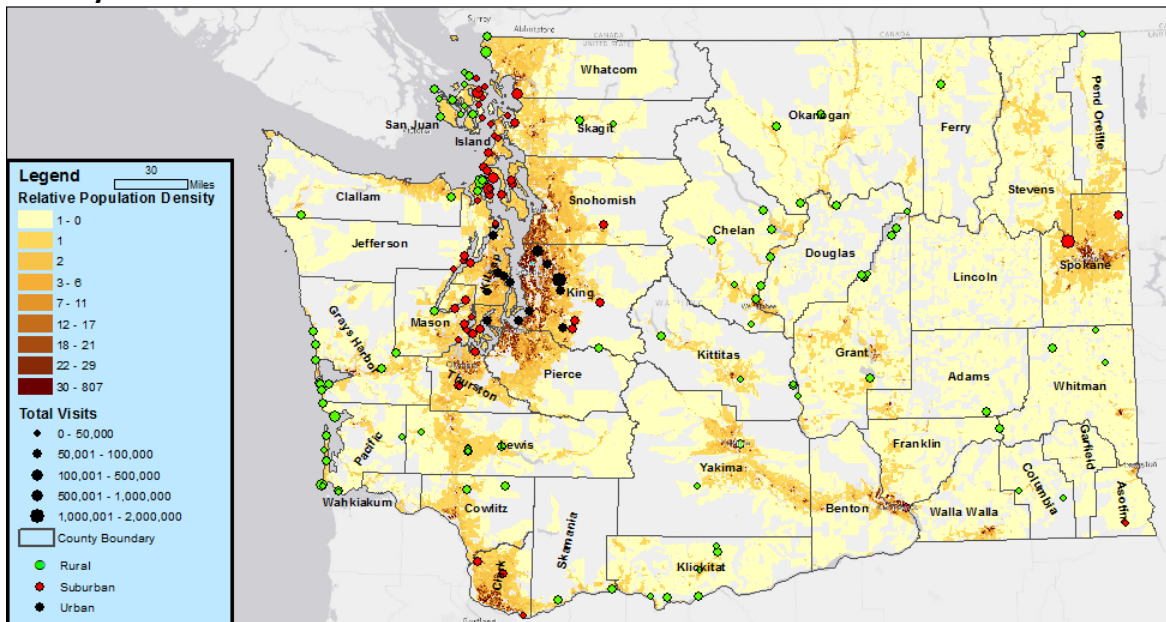 Surrey
Abbotsford
CANADA
UNITED STATES
CANADA
Whatcom
San Juan
Skagit
Okanogan
Ferry
Pend Oreille
Island
Stevens
Clallam
Snohomish
Chelan
Douglas
Jefferson
Kitsap
King
Lincoln
Spokane
Mason
Grays Harbor
Kittitas
Grant
Pierce
Adams
Whitman
Thurston
Lewis
Pacific
Franklin
Garfield
Yakima
Columbia
Wahkiakum
Cowlitz
Benton
Walla Walla
Asotin
Skamania
Clark
Klickitat
Portland
Legend
30
Miles
Relative Population Density
1 - 0
1
2
3 - 6
7 - 11
12 - 17
18 - 21
22 - 29
30 - 807
Total Visits
0 - 50,000
50,001 - 100,000
100,001 - 500,000
500,001 - 1,000,000
1,000,001 - 2,000,000
County Boundary
Rural
Suburban
Urban